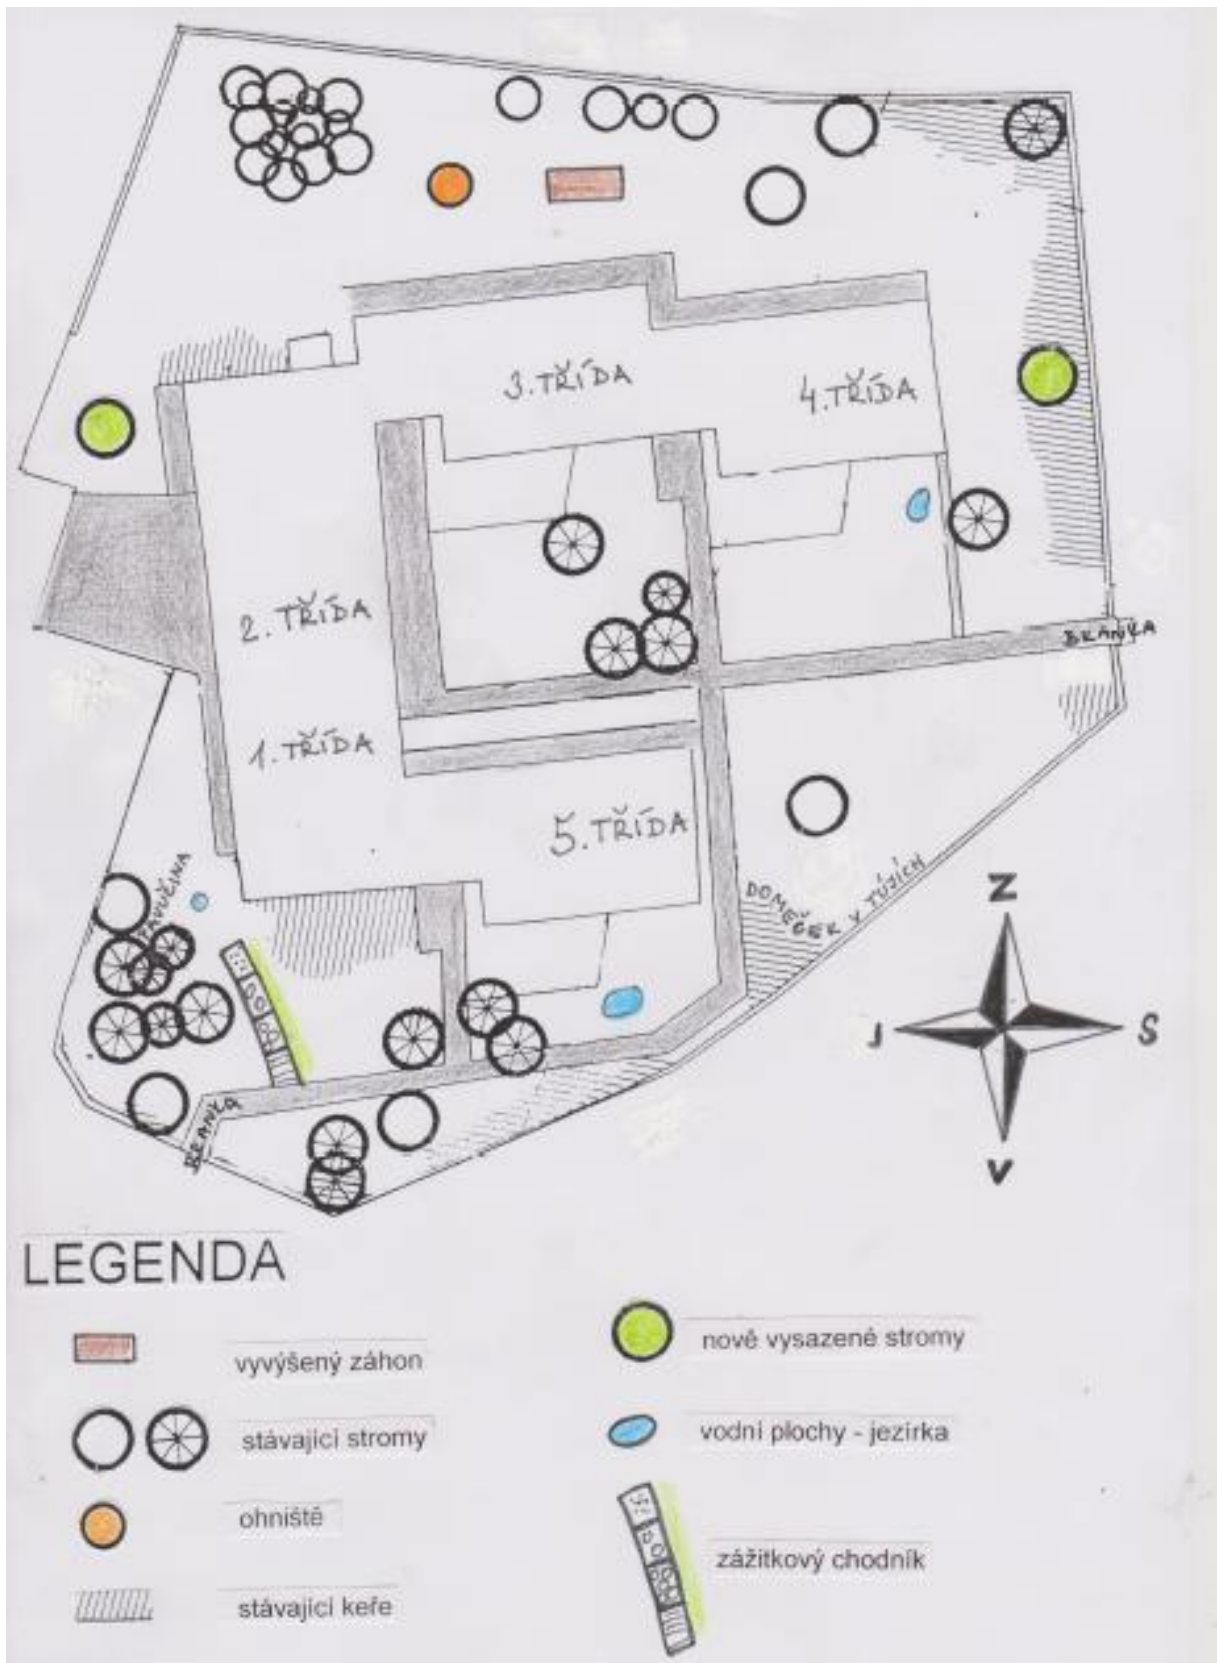 3. TŘÍDA
4. TŘÍDA
2. TŘÍDA
BRANKA
1. TŘÍDA
5. TŘÍDA
PAVUČINA
DOMEČEK V TÚJÍCH
Z
J
S
V
BRANKA
LEGENDA
vyvýšený záhon
nově vysazené stromy
stávající stromy
vodní plochy - jezírka
ohniště
zážitkový chodník
stávající keře